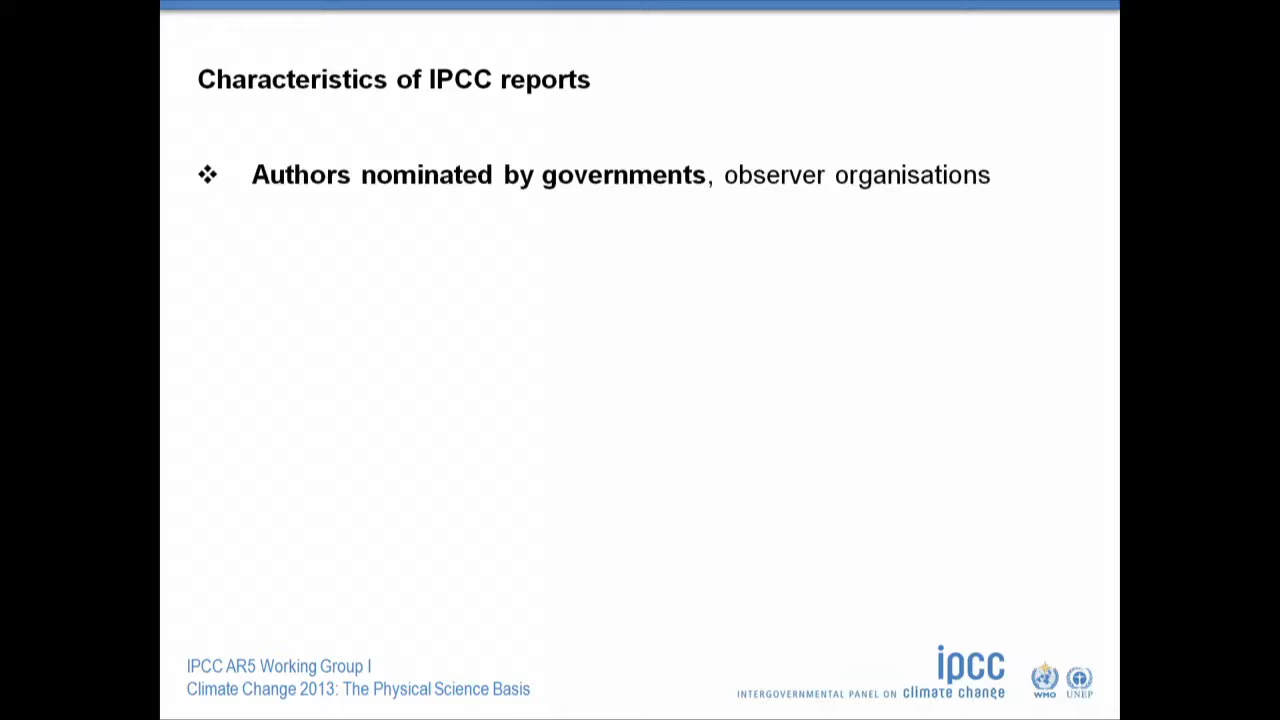 Characteristics of IPCC reports
❖ Authors nominated by governments, observer organisations
IPCC AR5 Working Group I
Climate Change 2013: The Physical Science Basis
ipcc
INTERGOVERNMENTAL PANEL ON climate change
WMO UNEP